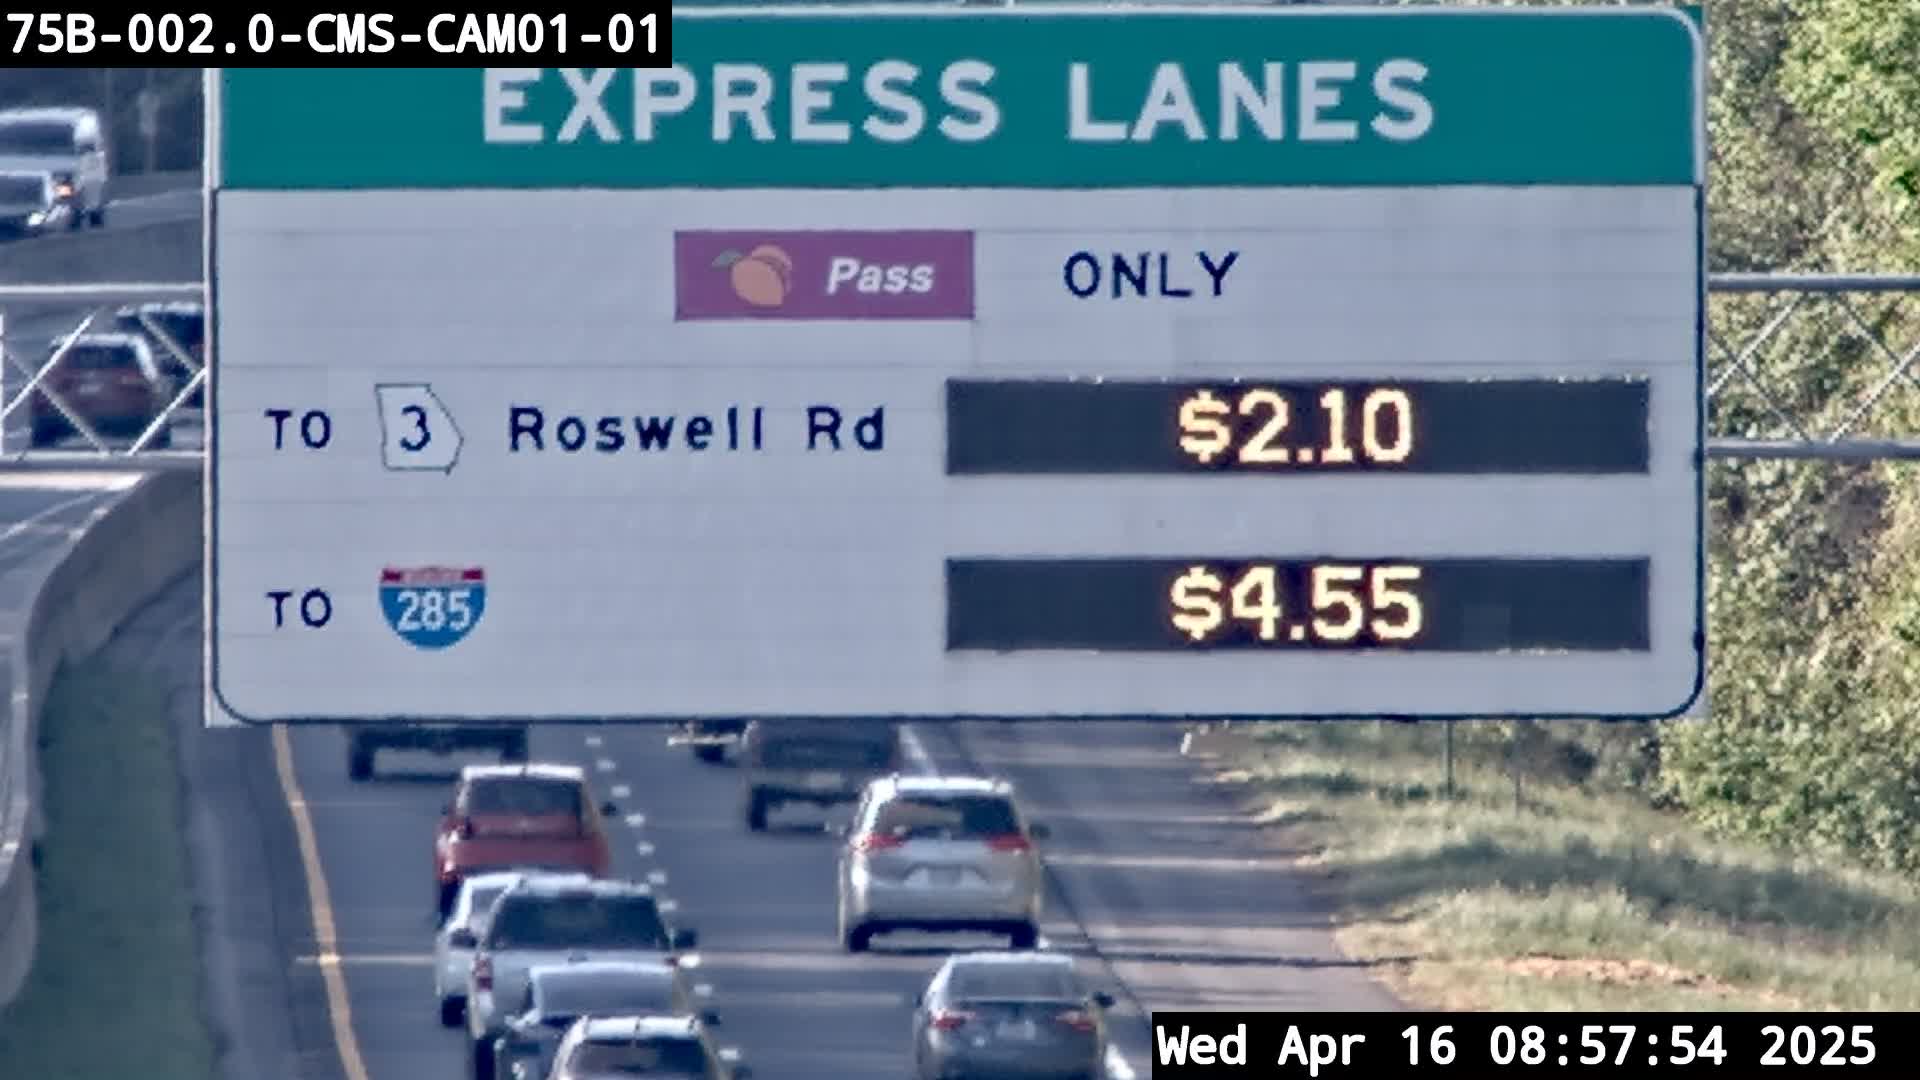 75B-002.0-CMS-CAM01-01
EXPRESS LANES
Pass ONLY
TO 3 Roswell Rd $2.10
TO 285 $4.55
Wed Apr 16 08:57:54 2025